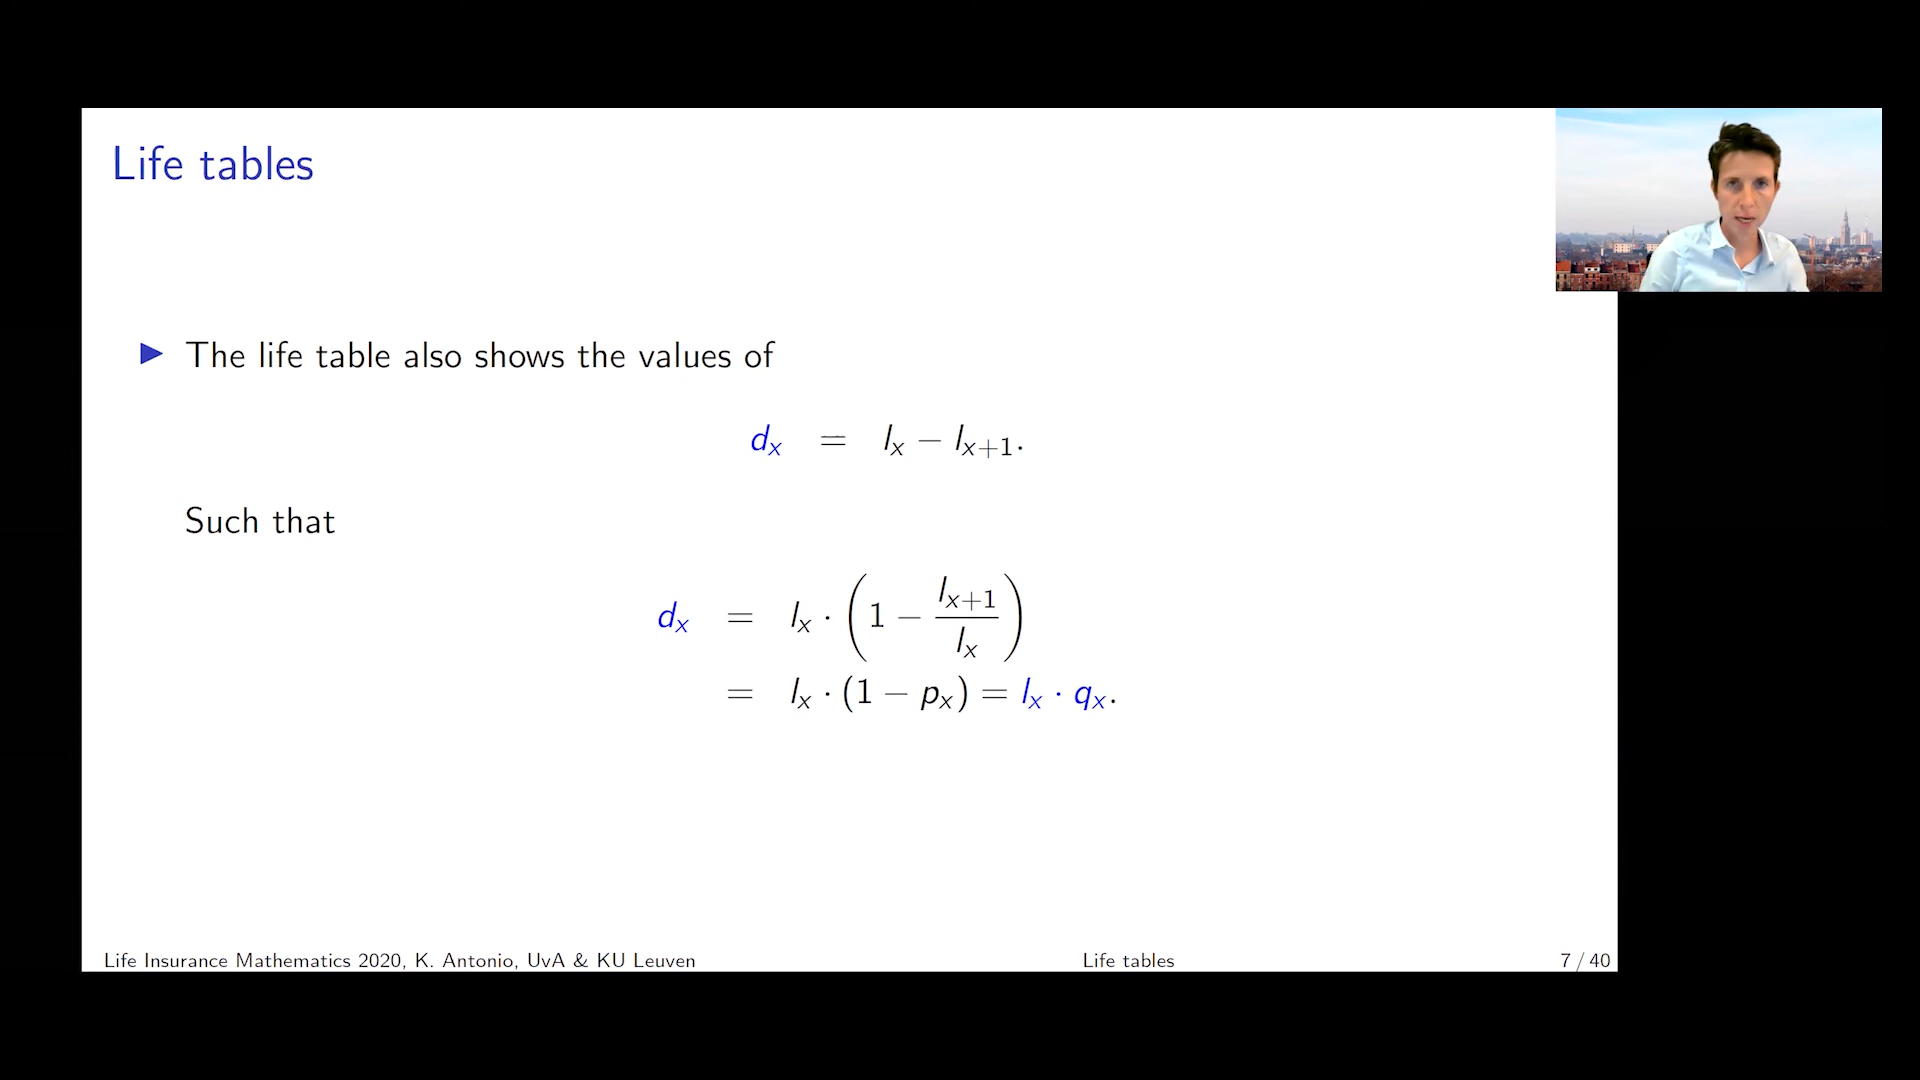 Life tables
▶ The life table also shows the values of
d_x = l_x − l_{x+1}.
Such that
d_x = l_x · (1 − l_{x+1}/l_x)
= l_x · (1 − p_x) = l_x · q_x.
Life Insurance Mathematics 2020, K. Antonio, UvA & KU Leuven Life tables 7 / 40